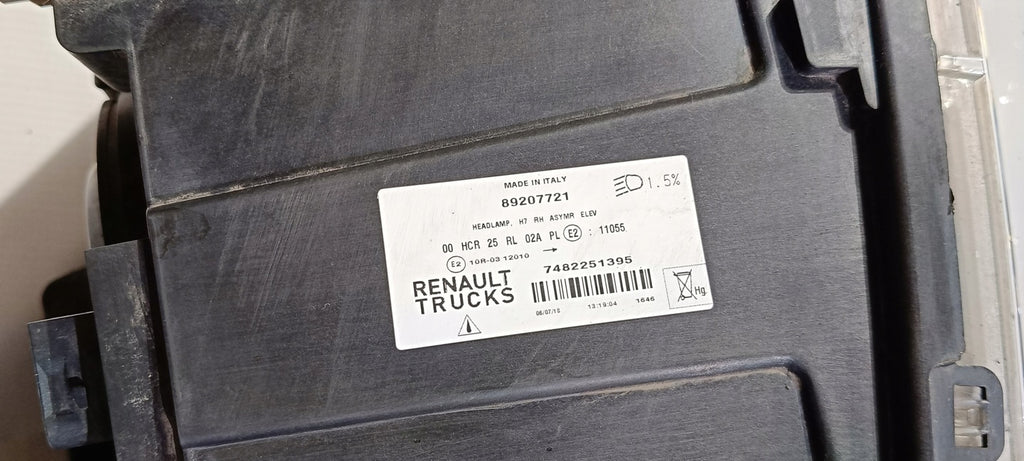 MADE IN ITALY
89207721
1.5%
HEADLAMP, H7 RH ASYMR ELEV
00 HCR 25 RL 02A PL E2 : 11055
E2 10R-03 12010 →
7482251395
RENAULT
TRUCKS
06/07/16 13:19:04 1646
Hg